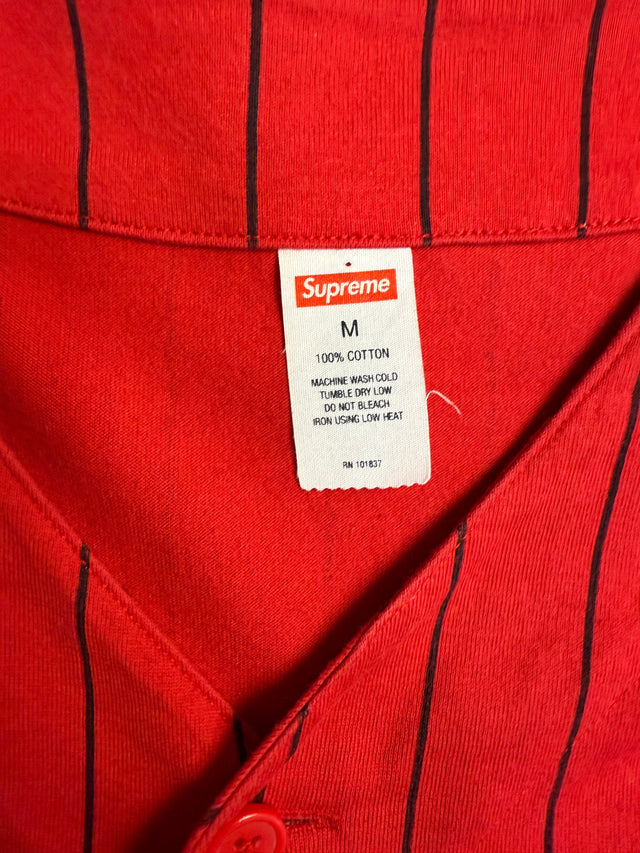 Supreme
M
100% COTTON
MACHINE WASH COLD
TUMBLE DRY LOW
DO NOT BLEACH
IRON USING LOW HEAT
RN 101837